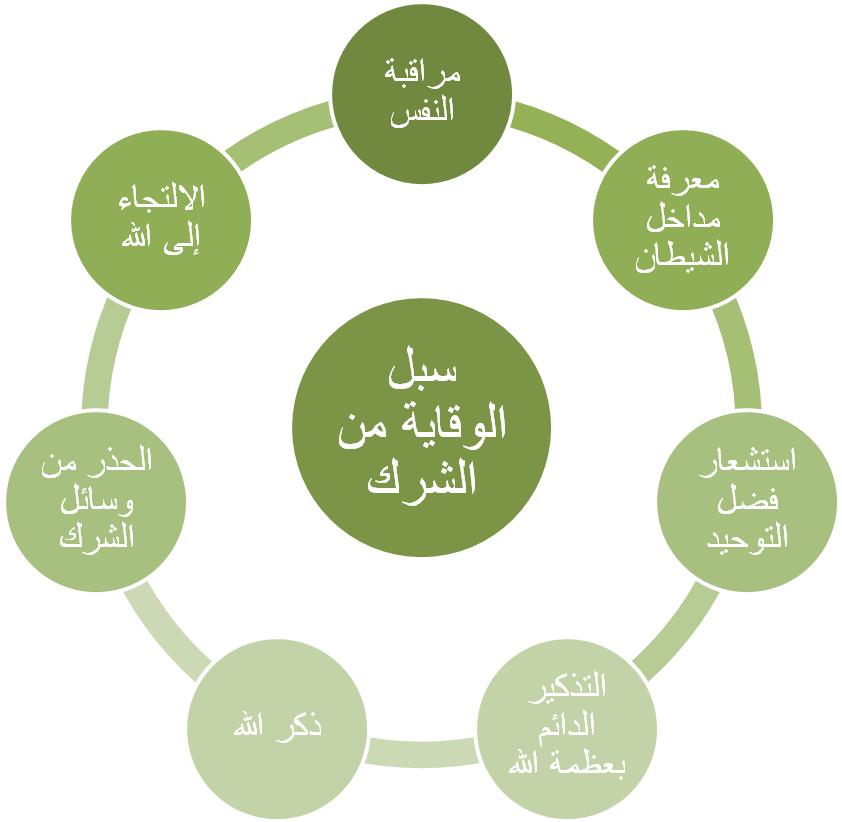 مراقبة
النفس
معرفة
مداخل
الشيطان
استشعار
فضل
التوحيد
التذكير
الدائم
بعظمة الله
ذكر الله
الحذر من
وسائل
الشرك
الالتجاء
إلى الله
سبل
الوقاية من
الشرك